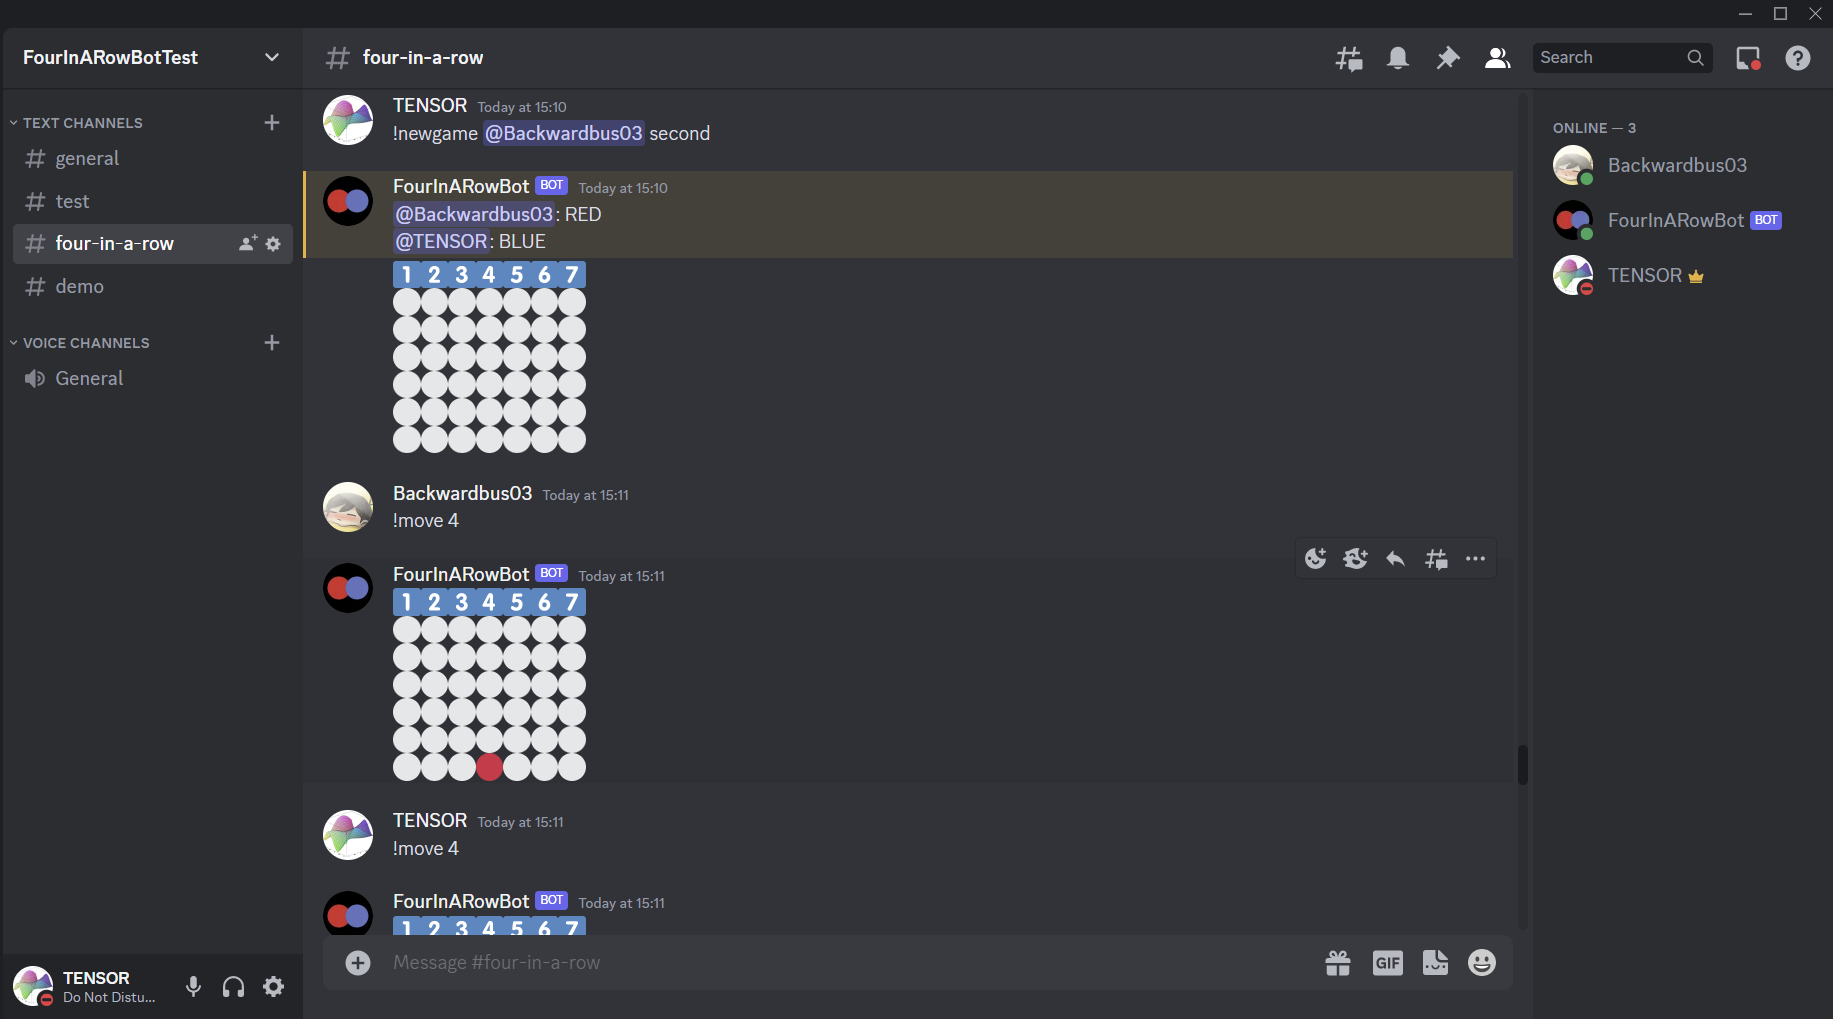 FourInARowBotTest
TEXT CHANNELS
general
test
four-in-a-row
demo
VOICE CHANNELS
General
TENSOR
Do Not Distu...
four-in-a-row
Search
TENSOR Today at 15:10
!newgame @Backwardbus03 second
FourInARowBot BOT Today at 15:10
@Backwardbus03: RED
@TENSOR: BLUE
1 2 3 4 5 6 7
Backwardbus03 Today at 15:11
!move 4
FourInARowBot BOT Today at 15:11
1 2 3 4 5 6 7
TENSOR Today at 15:11
!move 4
FourInARowBot BOT Today at 15:11
1 2 3 4 5 6 7
Message #four-in-a-row
GIF
ONLINE — 3
Backwardbus03
FourInARowBot BOT
TENSOR